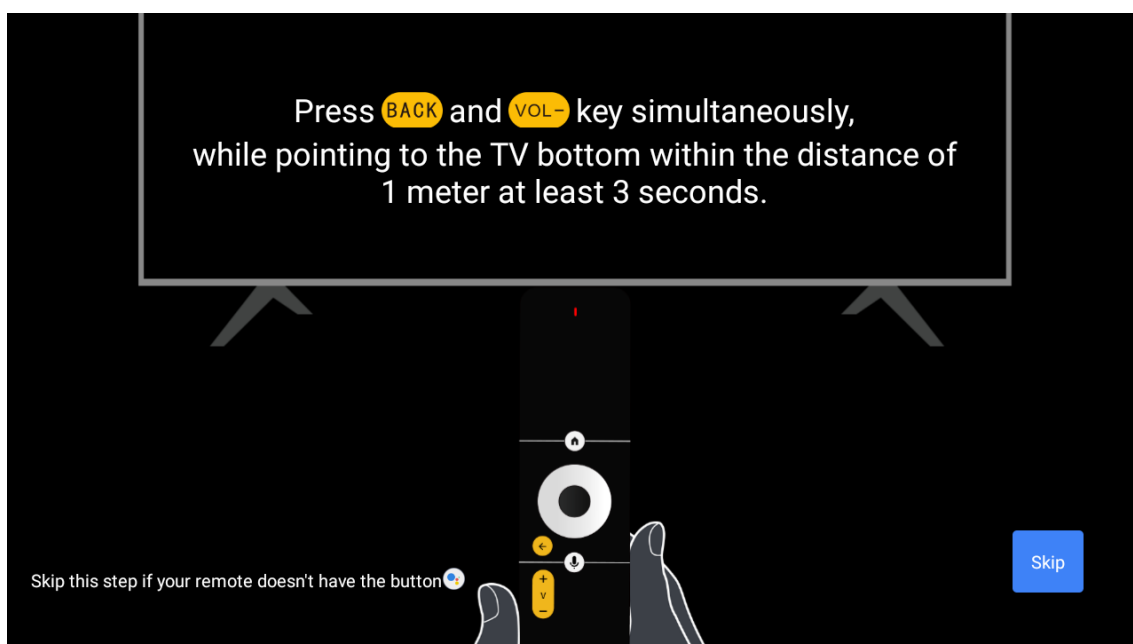 Press BACK and VOL- key simultaneously,
while pointing to the TV bottom within the distance of
1 meter at least 3 seconds.
+
V
-
Skip this step if your remote doesn't have the button
Skip